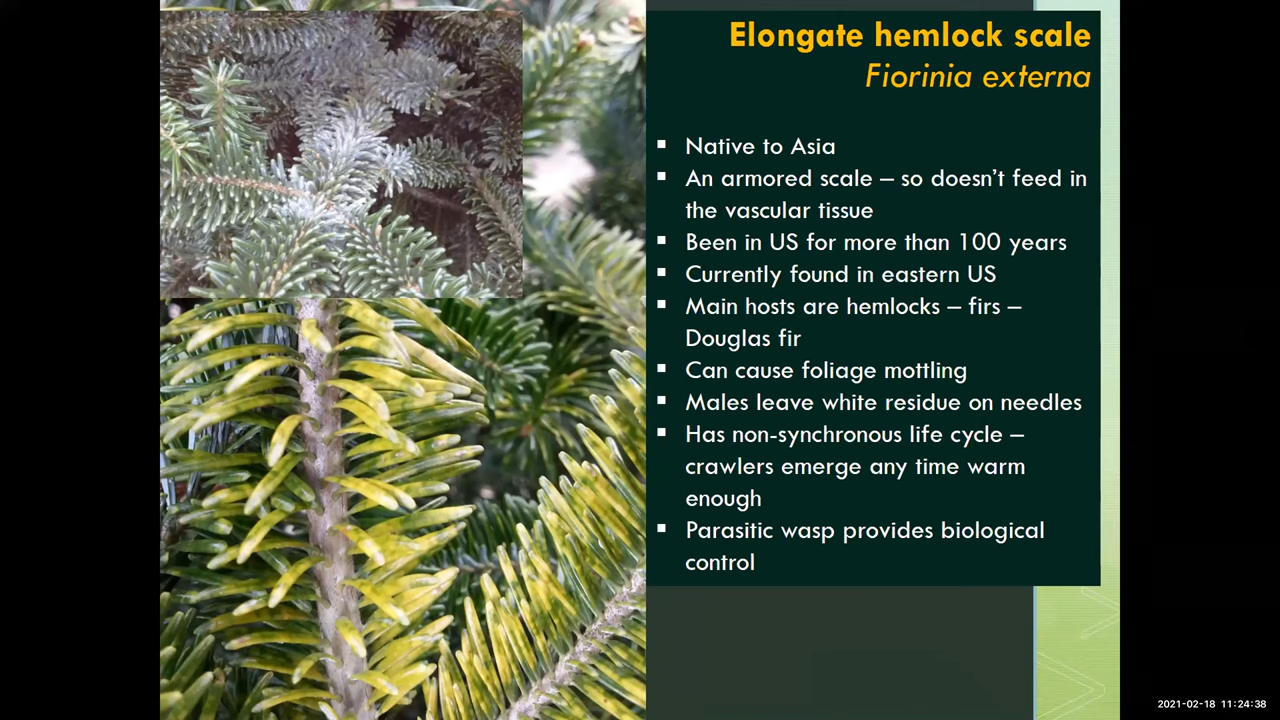 Elongate hemlock scale
Fiorinia externa
▪ Native to Asia
▪ An armored scale – so doesn't feed in
the vascular tissue
▪ Been in US for more than 100 years
▪ Currently found in eastern US
▪ Main hosts are hemlocks – firs –
Douglas fir
▪ Can cause foliage mottling
▪ Males leave white residue on needles
▪ Has non-synchronous life cycle –
crawlers emerge any time warm
enough
▪ Parasitic wasp provides biological
control
2021-02-18 11:24:38